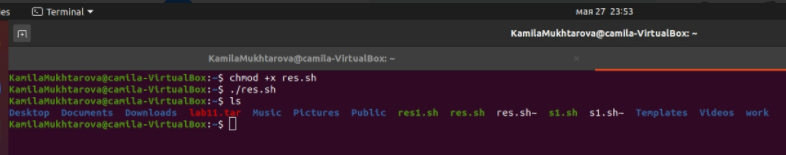 ies Terminal мая 27 23:53
KamilaMukhtarova@camila-VirtualBox: ~
KamilaMukhtarova@camila-VirtualBox: ~ ×
KamilaMukhtarova@camila-VirtualBox:~$ chmod +x res.sh
KamilaMukhtarova@camila-VirtualBox:~$ ./res.sh
KamilaMukhtarova@camila-VirtualBox:~$ ls
Desktop Documents Downloads lab11.tar Music Pictures Public res1.sh res.sh res.sh~ s1.sh s1.sh~ Templates Videos work
KamilaMukhtarova@camila-VirtualBox:~$